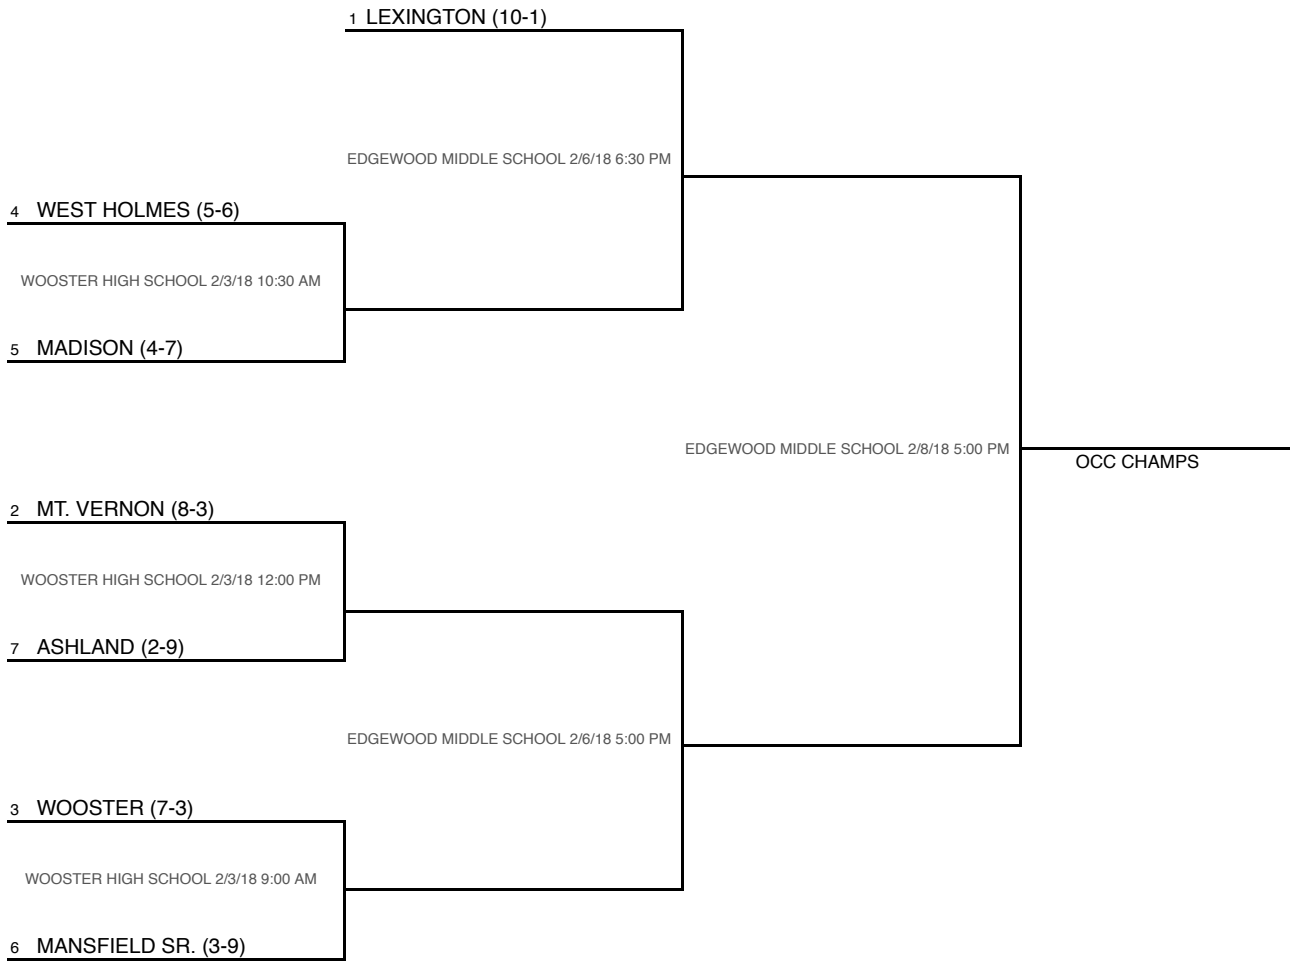 1 LEXINGTON (10-1)
EDGEWOOD MIDDLE SCHOOL 2/6/18 6:30 PM
4 WEST HOLMES (5-6)
WOOSTER HIGH SCHOOL 2/3/18 10:30 AM
5 MADISON (4-7)
EDGEWOOD MIDDLE SCHOOL 2/8/18 5:00 PM
OCC CHAMPS
2 MT. VERNON (8-3)
WOOSTER HIGH SCHOOL 2/3/18 12:00 PM
7 ASHLAND (2-9)
EDGEWOOD MIDDLE SCHOOL 2/6/18 5:00 PM
3 WOOSTER (7-3)
WOOSTER HIGH SCHOOL 2/3/18 9:00 AM
6 MANSFIELD SR. (3-9)